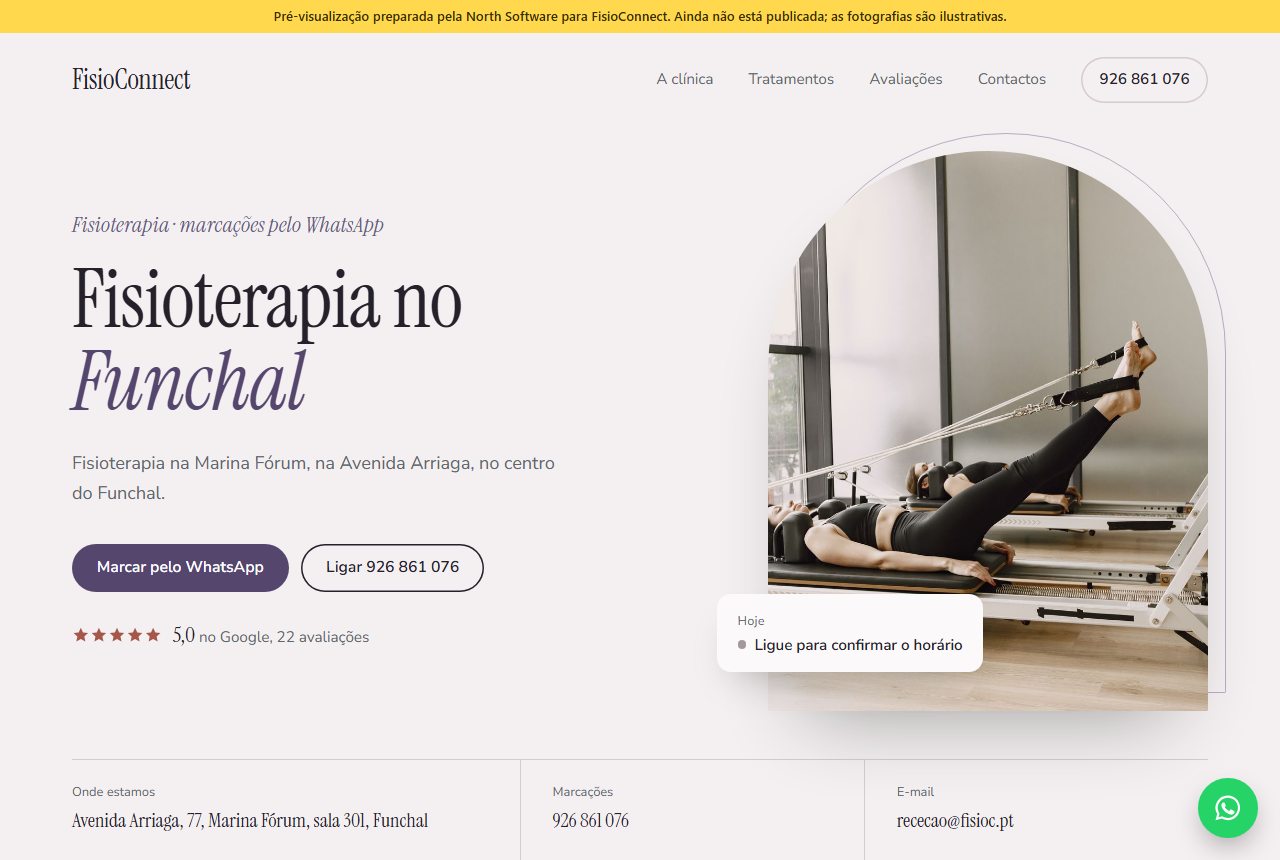 Pré-visualização preparada pela North Software para FisioConnect. Ainda não está publicada; as fotografias são ilustrativas.
FisioConnect
A clínica
Tratamentos
Avaliações
Contactos
926 861 076
Fisioterapia · marcações pelo WhatsApp
Fisioterapia no
Funchal
Fisioterapia na Marina Fórum, na Avenida Arriaga, no centro
do Funchal.
Marcar pelo WhatsApp
Ligar 926 861 076
5,0 no Google, 22 avaliações
Hoje
Ligue para confirmar o horário
Onde estamos
Avenida Arriaga, 77, Marina Fórum, sala 301, Funchal
Marcações
926 861 076
E-mail
rececao@fisioc.pt